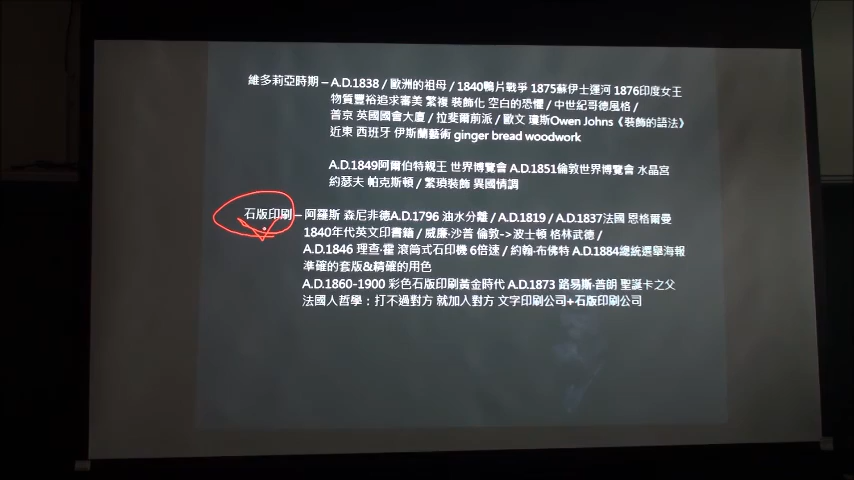 維多莉亞時期 – A.D.1838 / 歐洲的祖母 / 1840鴨片戰爭 1875蘇伊士運河 1876印度女王
物質豐裕追求審美 繁複 裝飾化 空白的恐懼 / 中世紀哥德風格 /
普京 英國國會大廈 / 拉斐爾前派 / 歐文 瓊斯Owen Johns《裝飾的語法》
近東 西班牙 伊斯蘭藝術 ginger bread woodwork
A.D.1849阿爾伯特親王 世界博覽會 A.D.1851倫敦世界博覽會 水晶宮
約瑟夫 帕克斯頓 / 繁瑣裝飾 異國情調
石版印刷 – 阿羅斯 森尼非德A.D.1796 油水分離 / A.D.1819 / A.D.1837法國 恩格爾曼
1840年代英文印書籍 / 威廉·沙普 倫敦->波士頓 格林武德 /
A.D.1846 理查·霍 滾筒式石印機 6倍速 / 約翰·布佛特 A.D.1884總統選舉海報
準確的套版&精確的用色
A.D.1860-1900 彩色石版印刷黃金時代 A.D.1873 路易斯·普朗 聖誕卡之父
法國人哲學：打不過對方 就加入對方 文字印刷公司+石版印刷公司